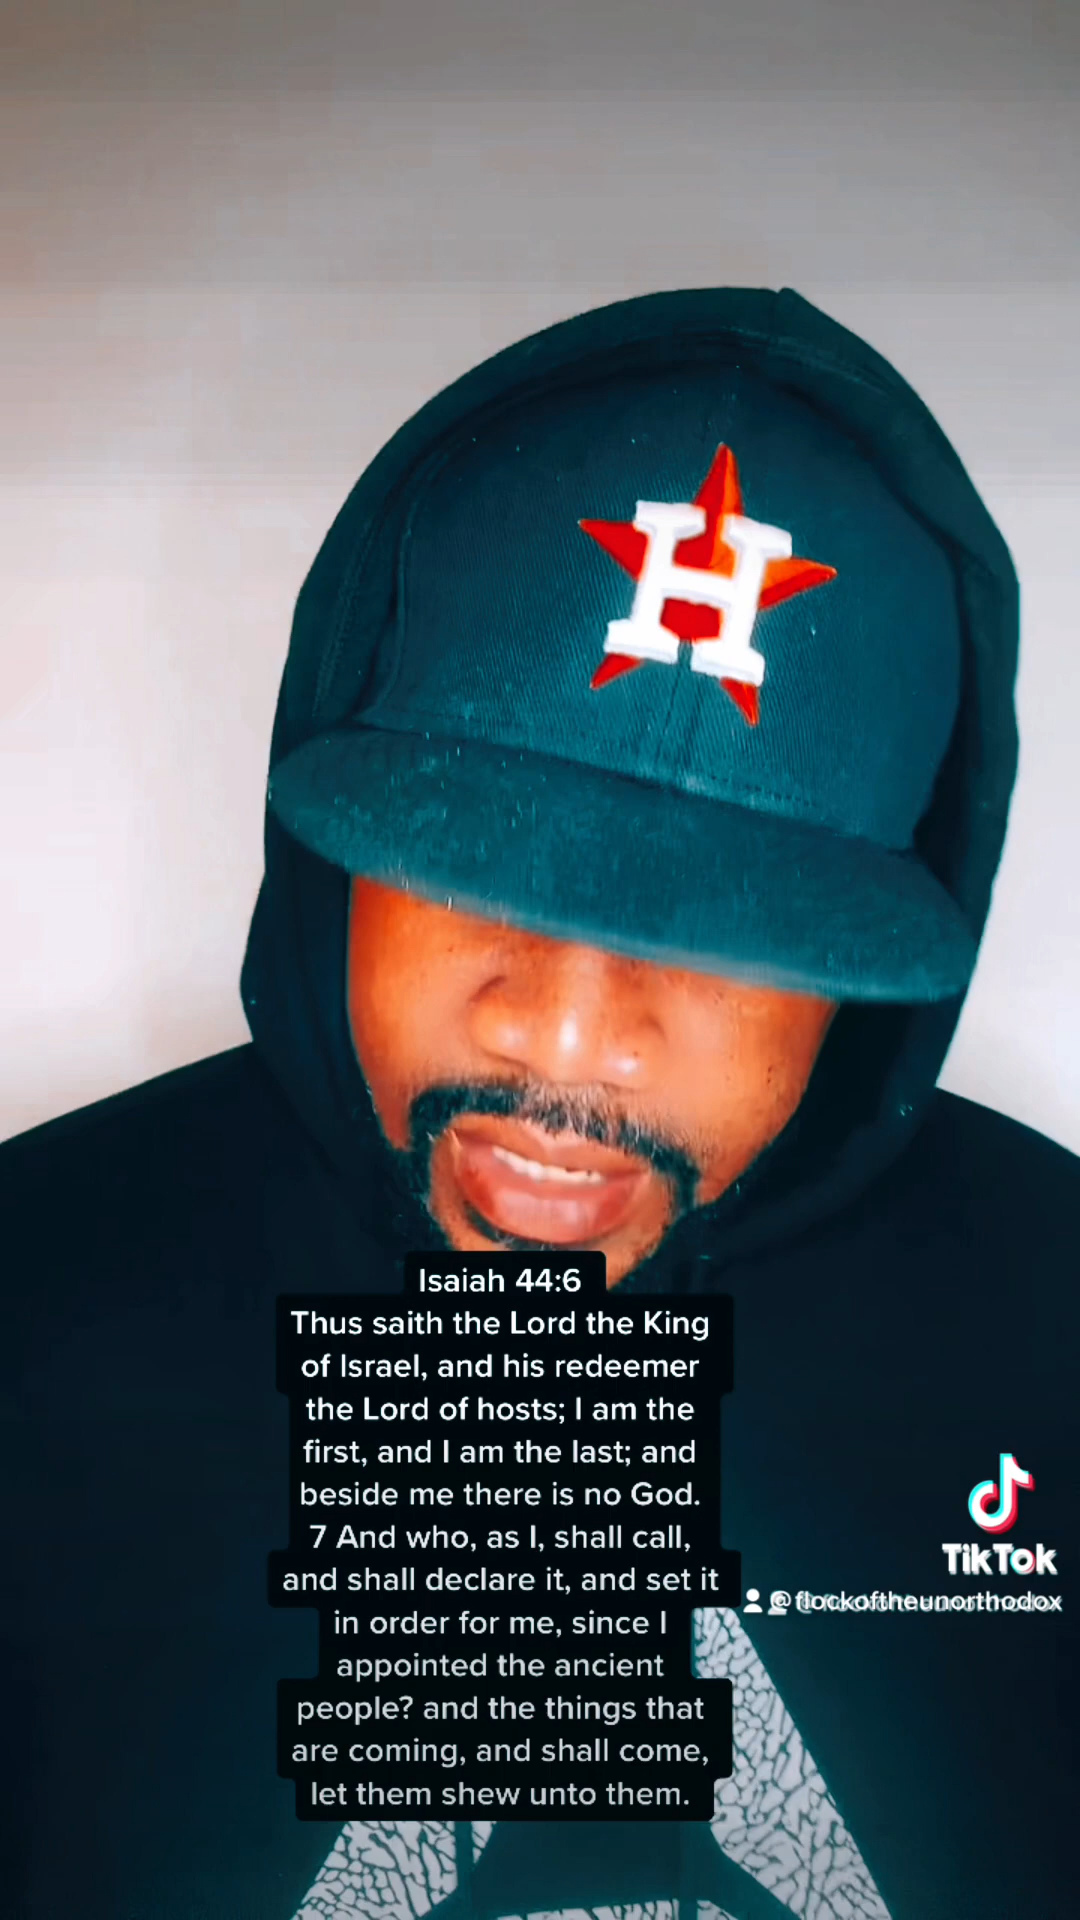 H
Isaiah 44:6
Thus saith the Lord the King
of Israel, and his redeemer
the Lord of hosts; I am the
first, and I am the last; and
beside me there is no God.
7 And who, as I, shall call,
and shall declare it, and set it
in order for me, since I
appointed the ancient
people? and the things that
are coming, and shall come,
let them shew unto them.
TikTok
@flockoftheunorthodox